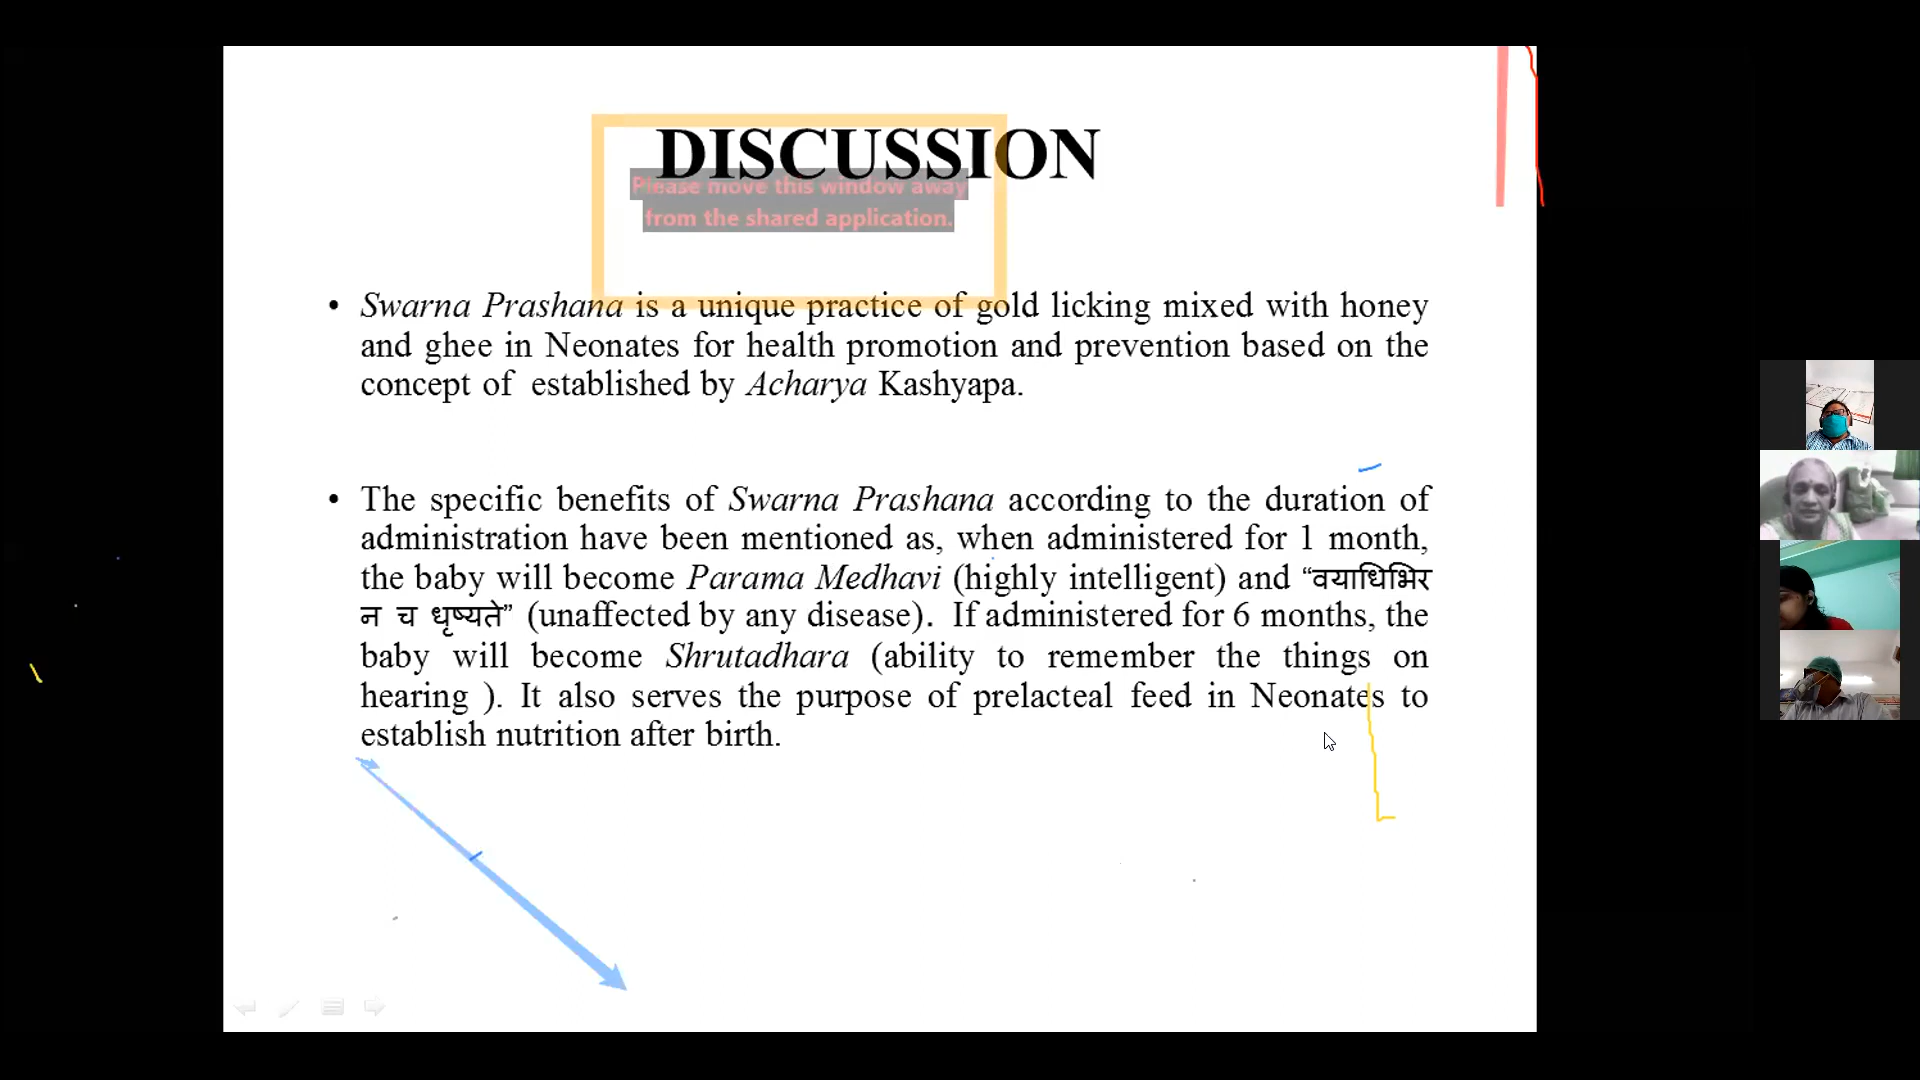 DISCUSSION
Please move this window away
from the shared application.
• Swarna Prashana is a unique practice of gold licking mixed with honey
and ghee in Neonates for health promotion and prevention based on the
concept of established by Acharya Kashyapa.
• The specific benefits of Swarna Prashana according to the duration of
administration have been mentioned as, when administered for 1 month,
the baby will become Parama Medhavi (highly intelligent) and “वयाधिभिर
न च धृष्यते” (unaffected by any disease). If administered for 6 months, the
baby will become Shrutadhara (ability to remember the things on
hearing ). It also serves the purpose of prelacteal feed in Neonates to
establish nutrition after birth.